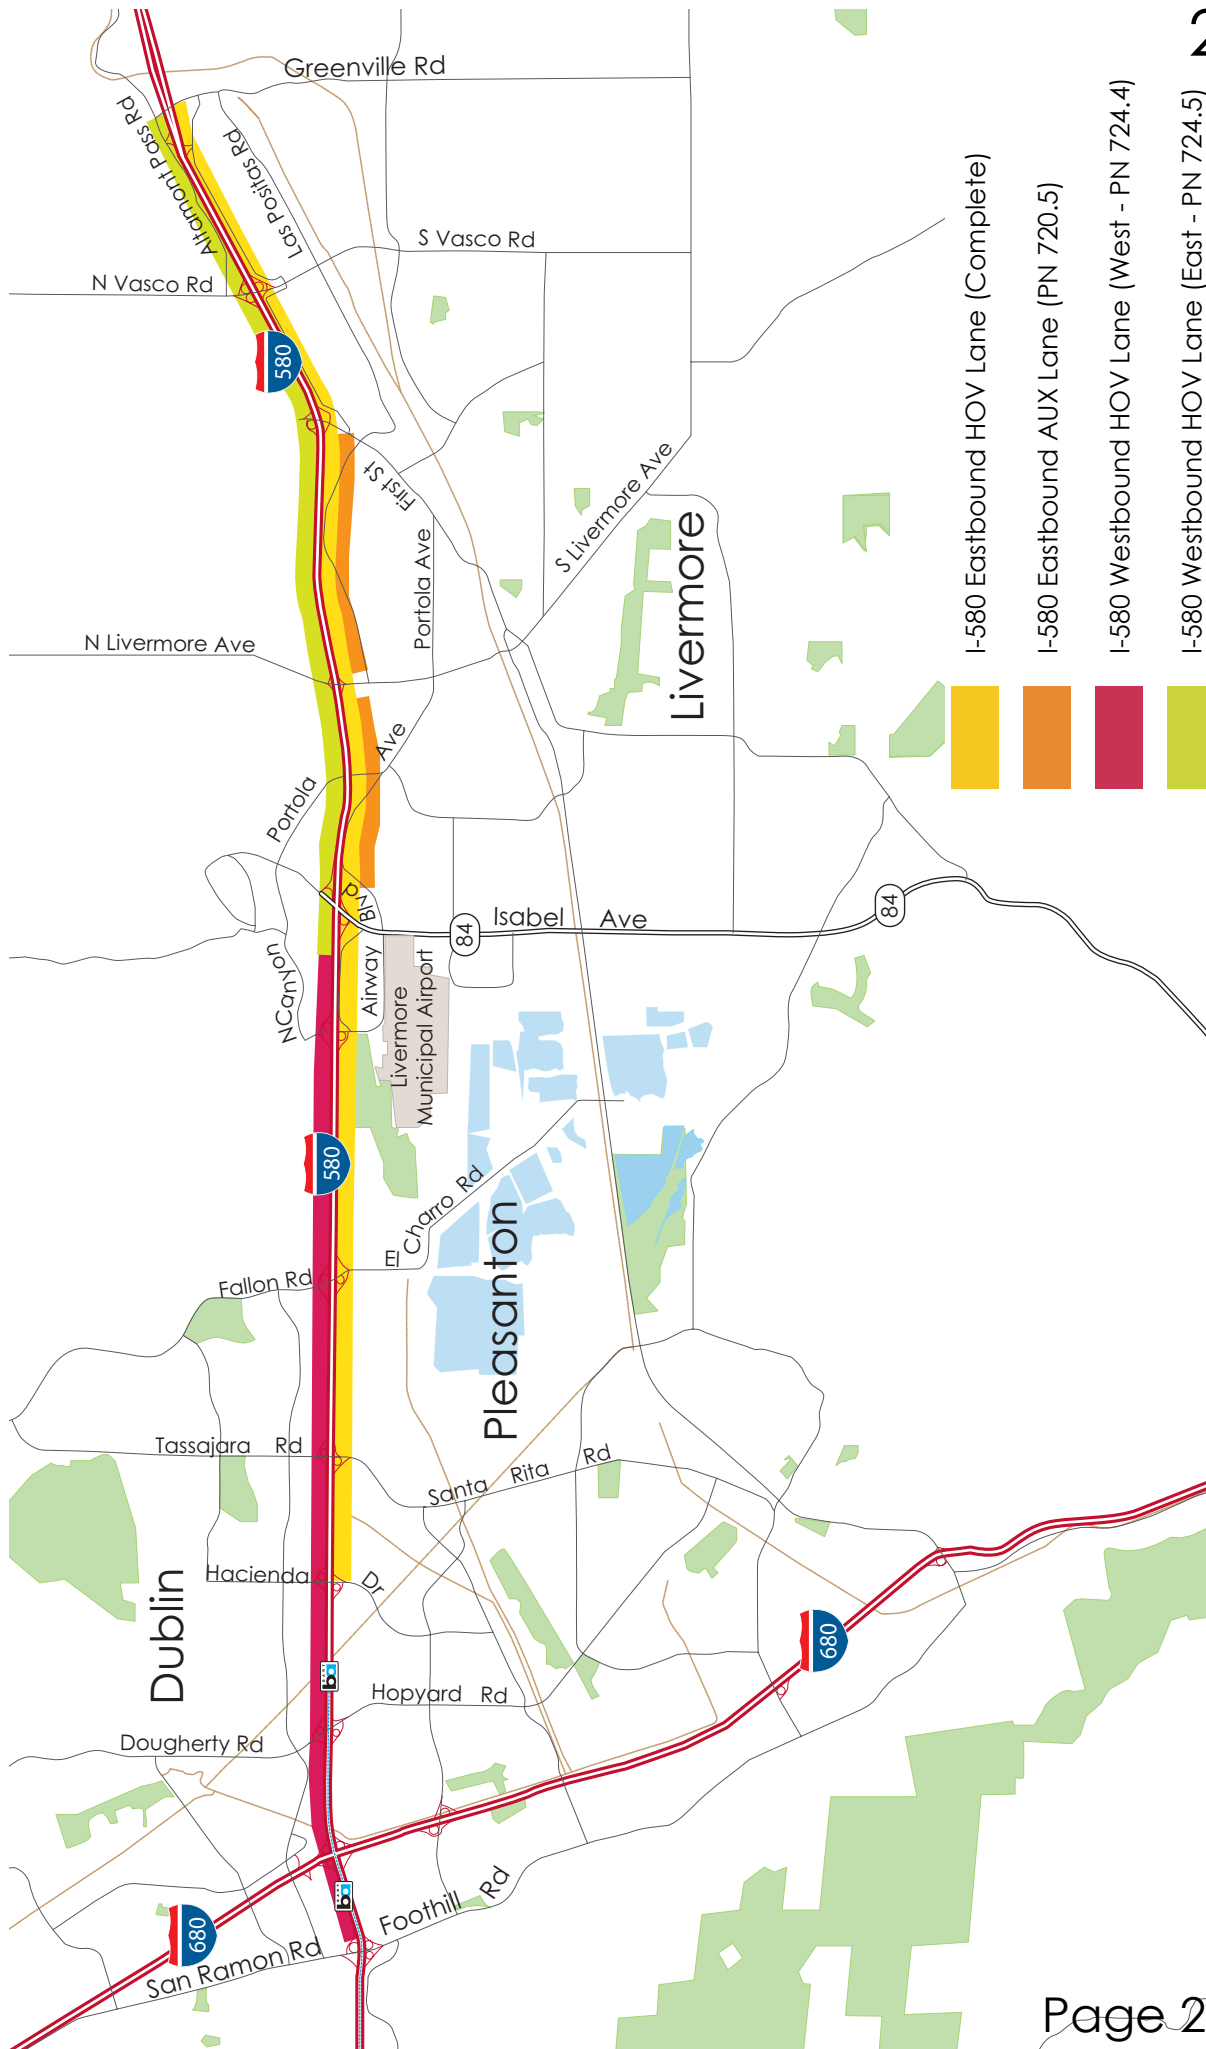 2
Greenville Rd
Altamont Pass Rd
Las Positas Rd
S Vasco Rd
N Vasco Rd
580
First St
Portola Ave
S Livermore Ave
Livermore
N Livermore Ave
Portola
Ave
N Canyon
Airway
Blvd
84
Isabel Ave
84
Livermore
Municipal Airport
580
El Charro Rd
Fallon Rd
Pleasanton
Tassajara Rd
Santa Rita Rd
Hacienda
Dr
Dublin
680
Hopyard Rd
Dougherty Rd
Foothill Rd
680
San Ramon Rd
I-580 Eastbound HOV Lane (Complete)
I-580 Eastbound AUX Lane (PN 720.5)
I-580 Westbound HOV Lane (West - PN 724.4)
I-580 Westbound HOV Lane (East - PN 724.5)
Page 2